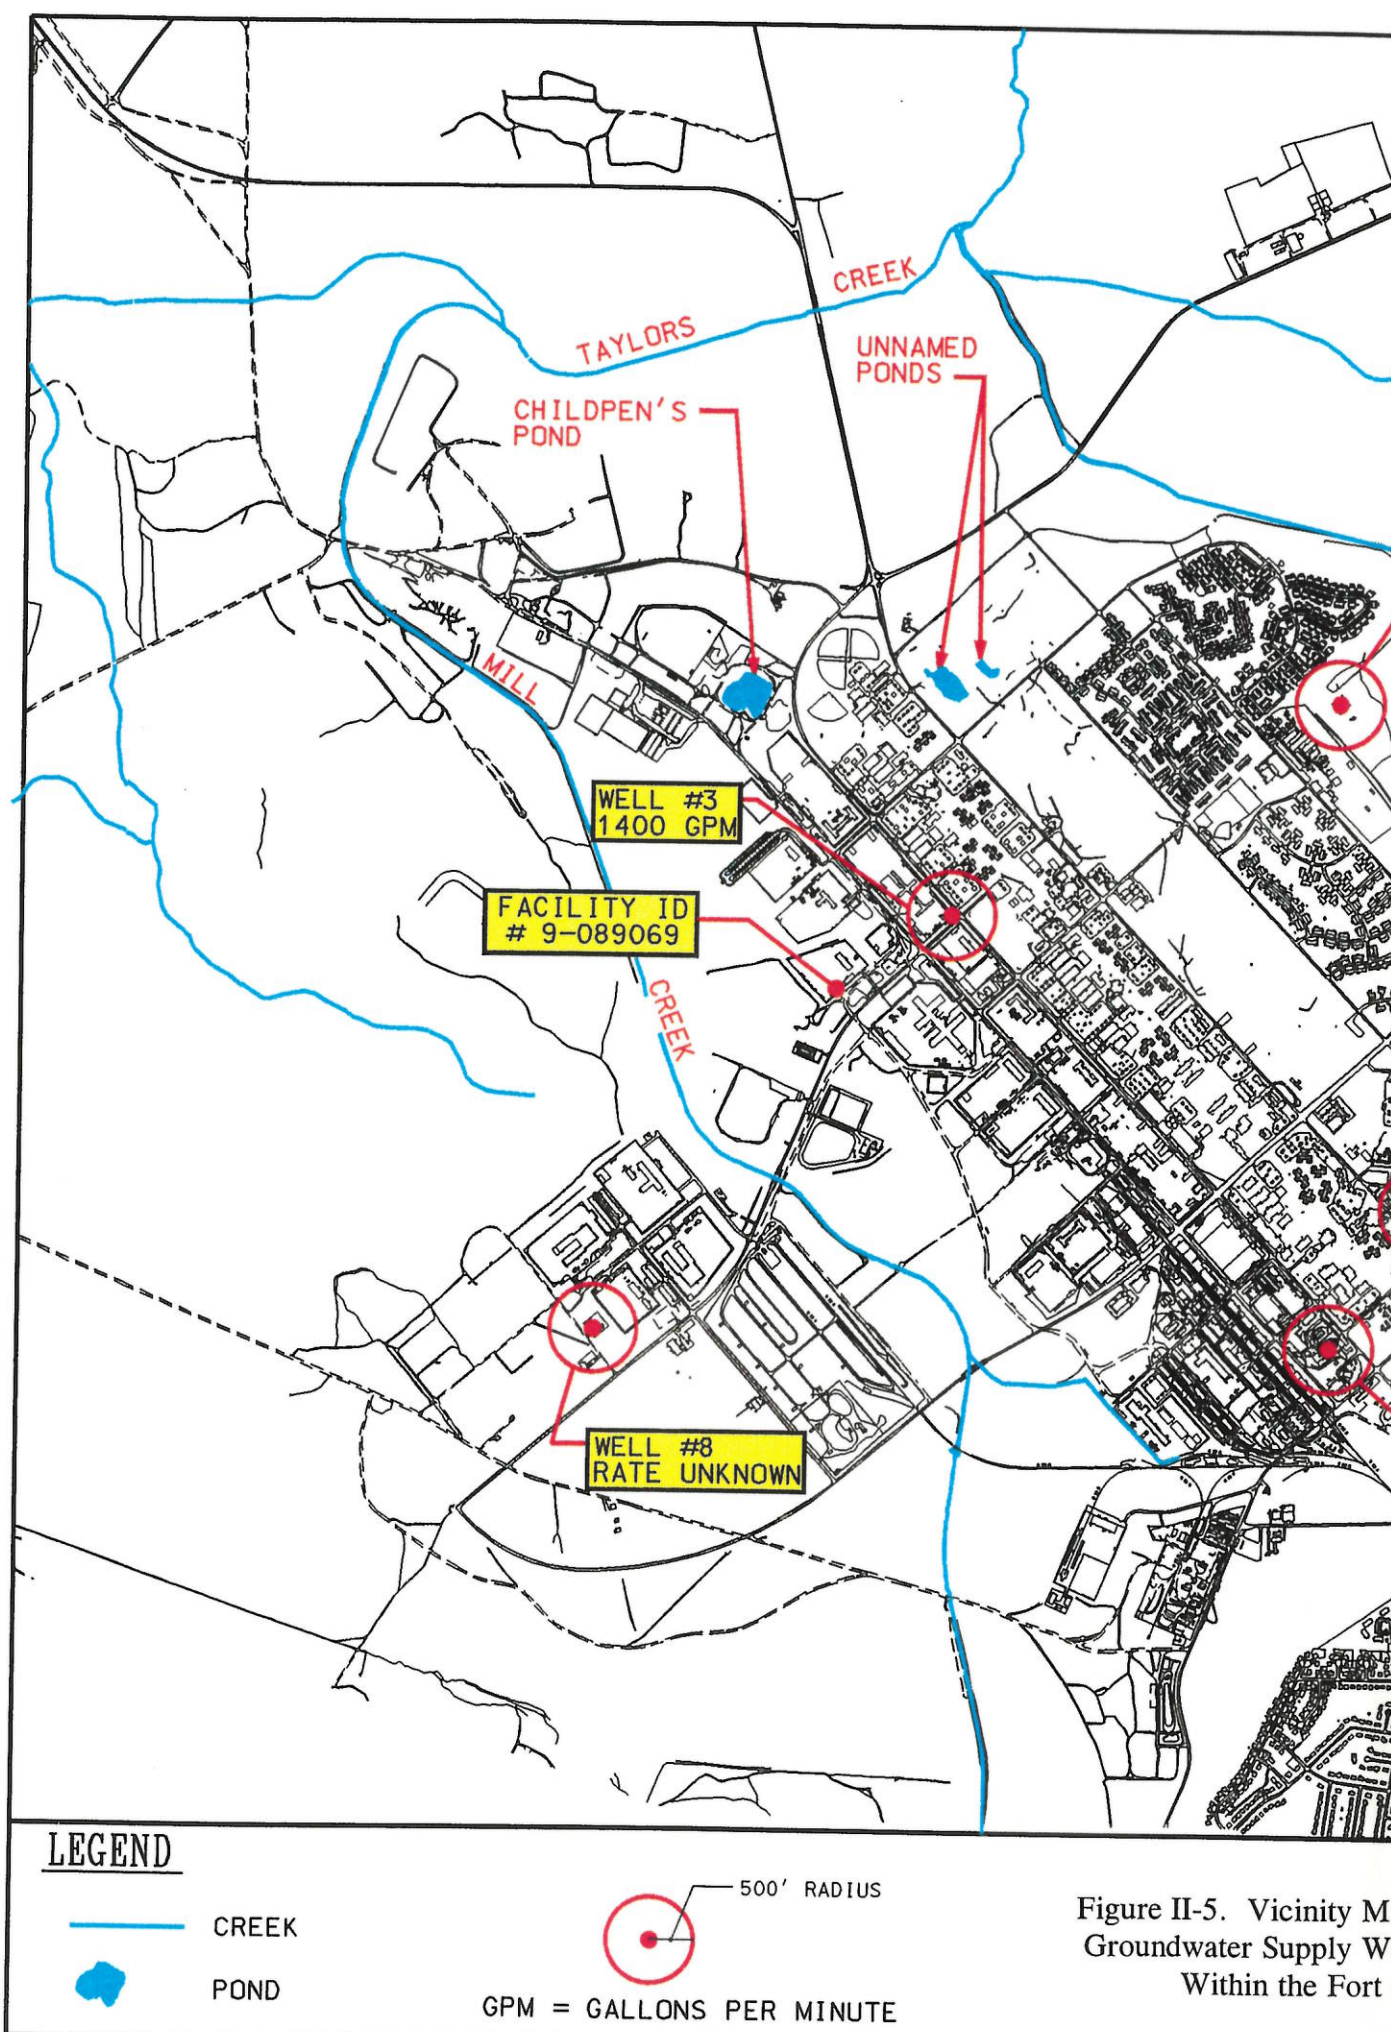 CREEK
TAYLORS
UNNAMED
PONDS
CHILDPEN'S
POND
MILL
WELL #3
1400 GPM
FACILITY ID
# 9-089069
CREEK
WELL #8
RATE UNKNOWN
LEGEND
CREEK
POND
500' RADIUS
GPM = GALLONS PER MINUTE
Figure II-5. Vicinity M
Groundwater Supply W
Within the Fort